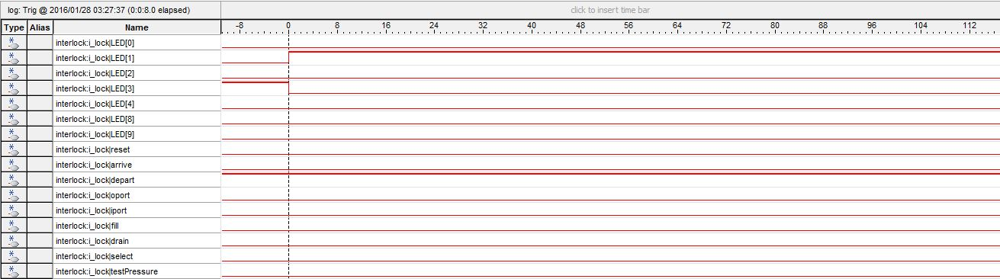 log: Trig @ 2016/01/28 03:27:37 (0:0:8.0 elapsed) click to insert time bar
Type Alias Name -8 0 8 16 24 32 40 48 56 64 72 80 88 96 104 112
interlock:i_lock|LED[0]
interlock:i_lock|LED[1]
interlock:i_lock|LED[2]
interlock:i_lock|LED[3]
interlock:i_lock|LED[4]
interlock:i_lock|LED[8]
interlock:i_lock|LED[9]
interlock:i_lock|reset
interlock:i_lock|arrive
interlock:i_lock|depart
interlock:i_lock|oport
interlock:i_lock|iport
interlock:i_lock|fill
interlock:i_lock|drain
interlock:i_lock|select
interlock:i_lock|testPressure